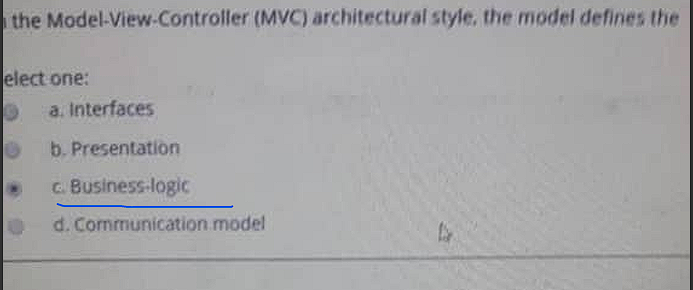 the Model-View-Controller (MVC) architectural style, the model defines the
elect one:
a. Interfaces
b. Presentation
c. Business-logic
d. Communication model